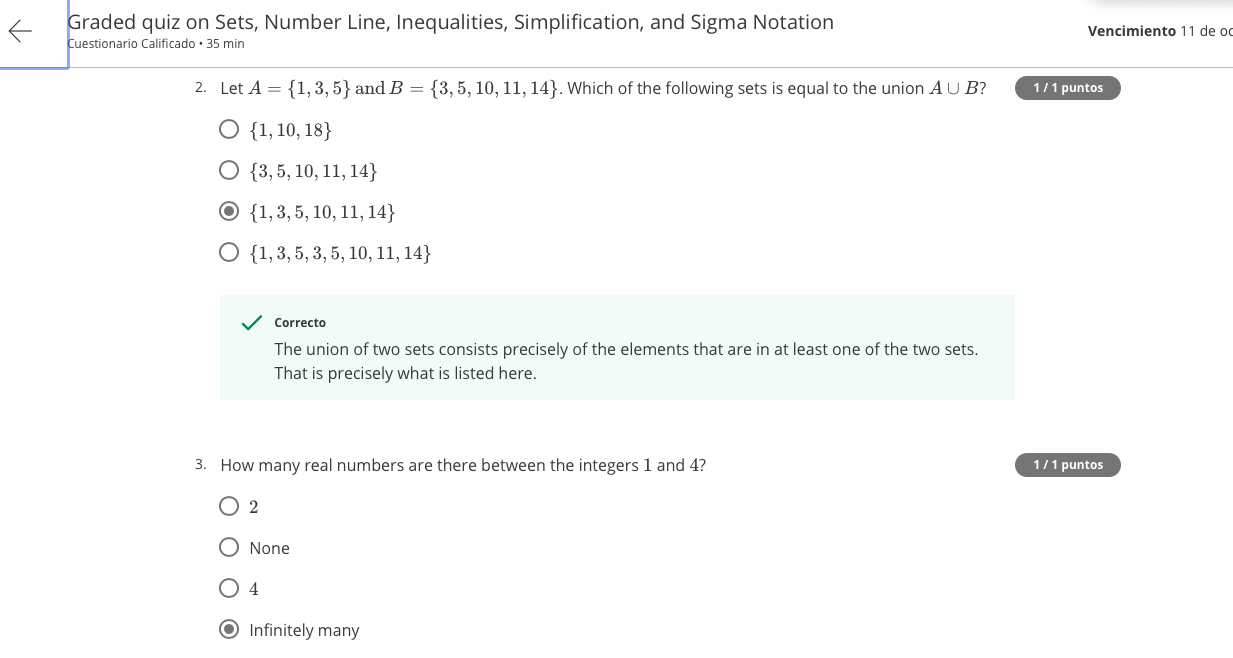 Graded quiz on Sets, Number Line, Inequalities, Simplification, and Sigma Notation
Cuestionario Calificado • 35 min
Vencimiento 11 de oc
2. Let A = {1, 3, 5} and B = {3, 5, 10, 11, 14}. Which of the following sets is equal to the union A ∪ B?
1 / 1 puntos
{1, 10, 18}
{3, 5, 10, 11, 14}
{1, 3, 5, 10, 11, 14}
{1, 3, 5, 3, 5, 10, 11, 14}
Correcto
The union of two sets consists precisely of the elements that are in at least one of the two sets.
That is precisely what is listed here.
3. How many real numbers are there between the integers 1 and 4?
1 / 1 puntos
2
None
4
Infinitely many